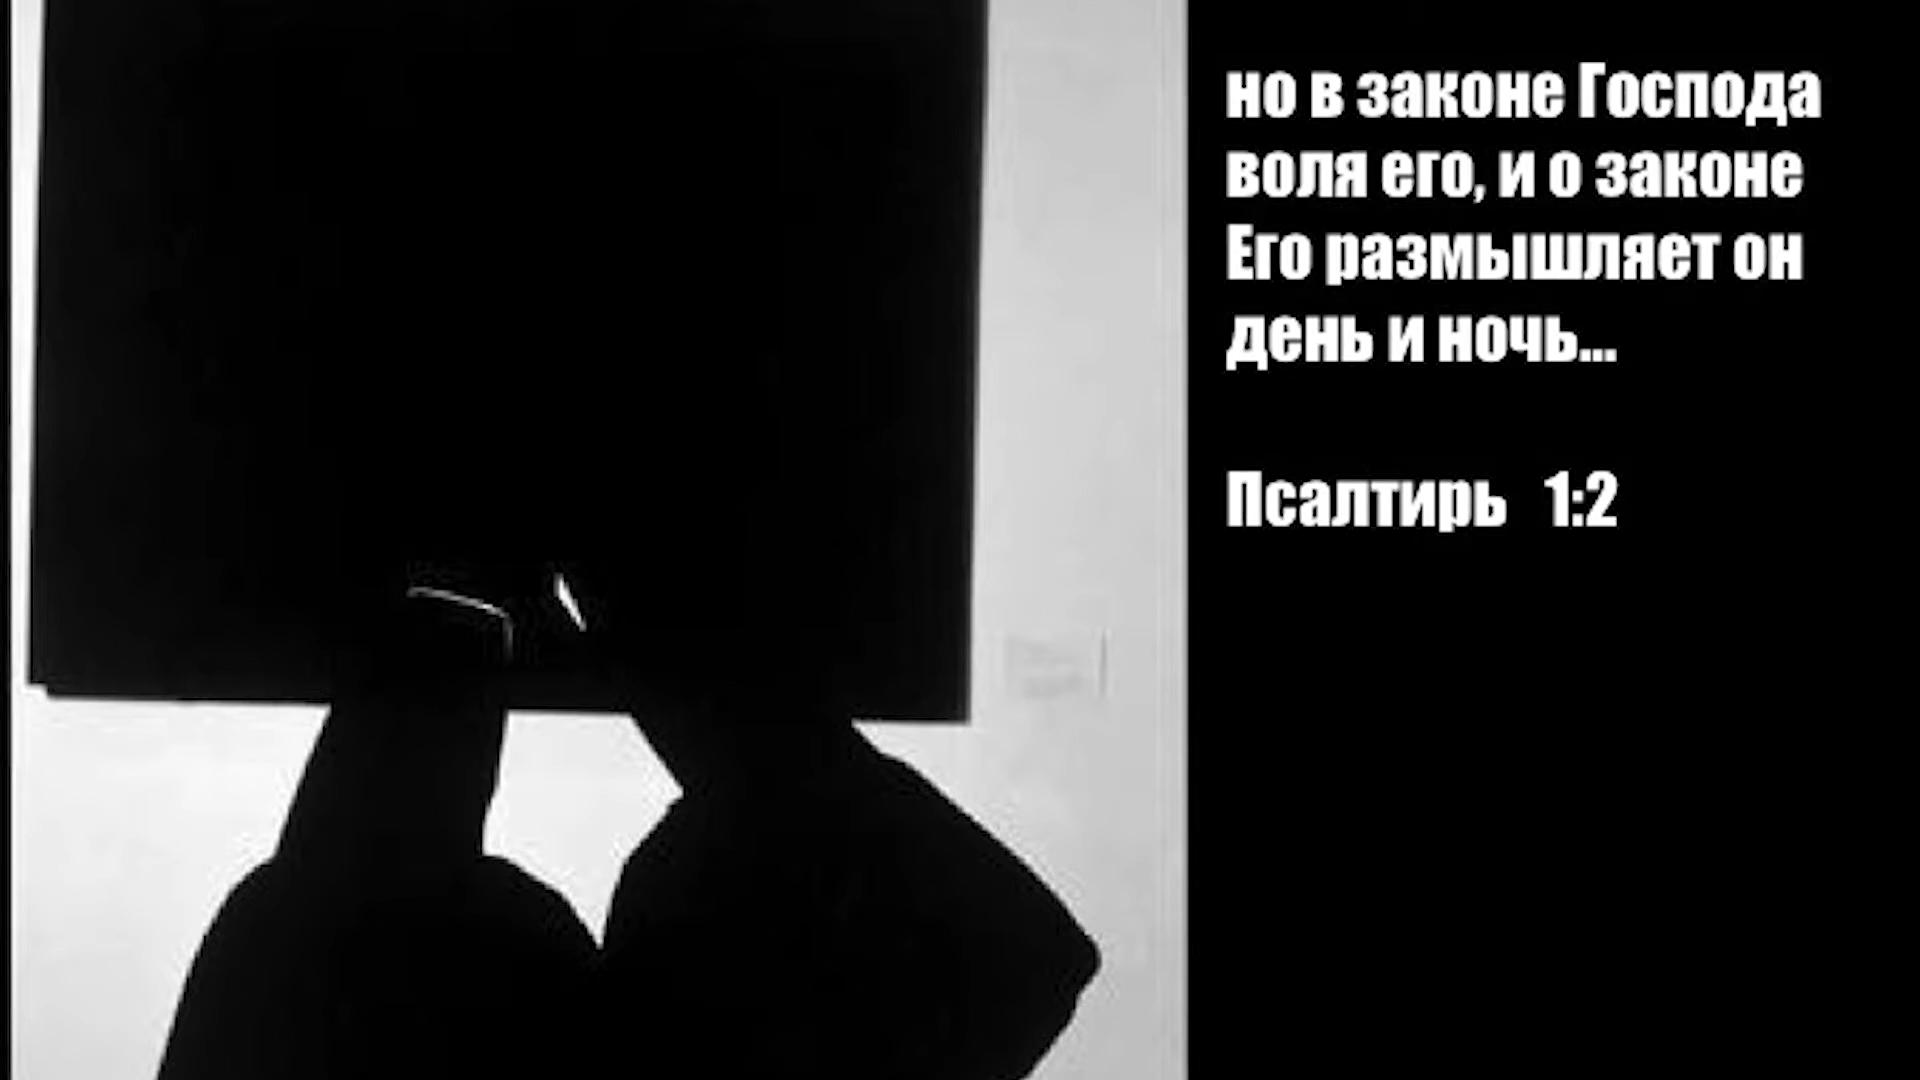 но в законе Господа
воля его, и о законе
Его размышляет он
день и ночь...
Псалтирь 1:2